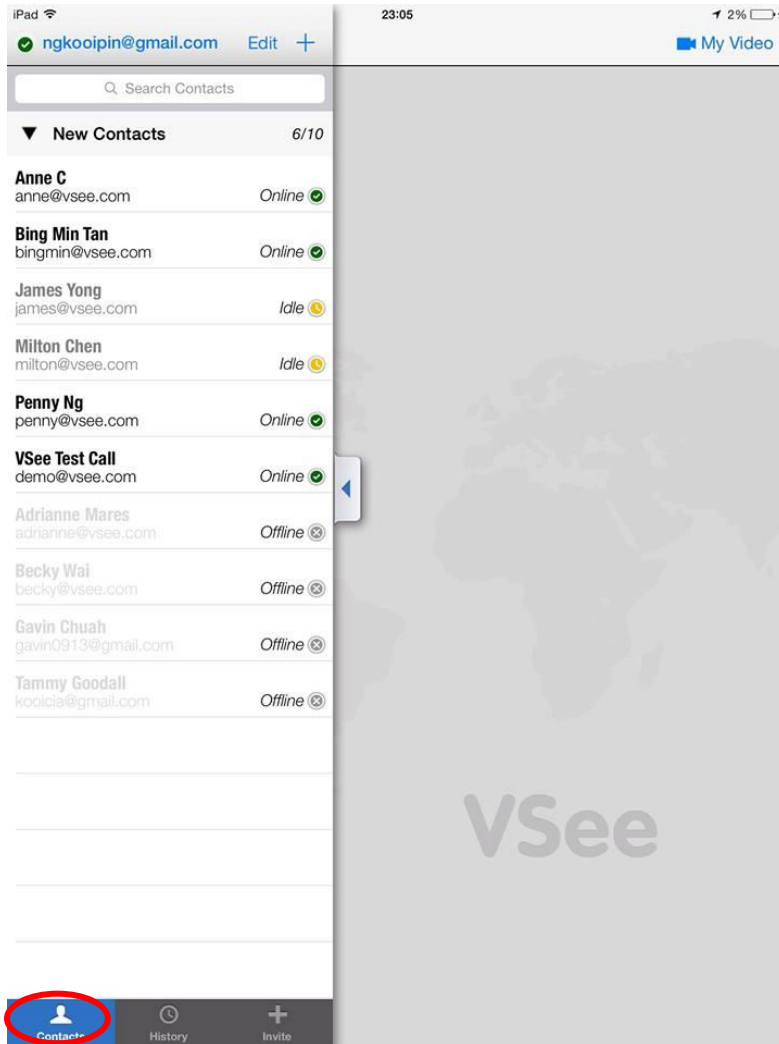 iPad 23:05 2%
ngkooipin@gmail.com Edit + My Video
Search Contacts
New Contacts 6/10
Anne C
anne@vsee.com Online
Bing Min Tan
bingmin@vsee.com Online
James Yong
james@vsee.com Idle
Milton Chen
milton@vsee.com Idle
Penny Ng
penny@vsee.com Online
VSee Test Call
demo@vsee.com Online
Adrianne Mares
adrianne@vsee.com Offline
Becky Wai
becky@vsee.com Offline
Gavin Chuah
gavin0913@gmail.com Offline
Tammy Goodall
kooicia@gmail.com Offline
VSee
Contacts History Invite